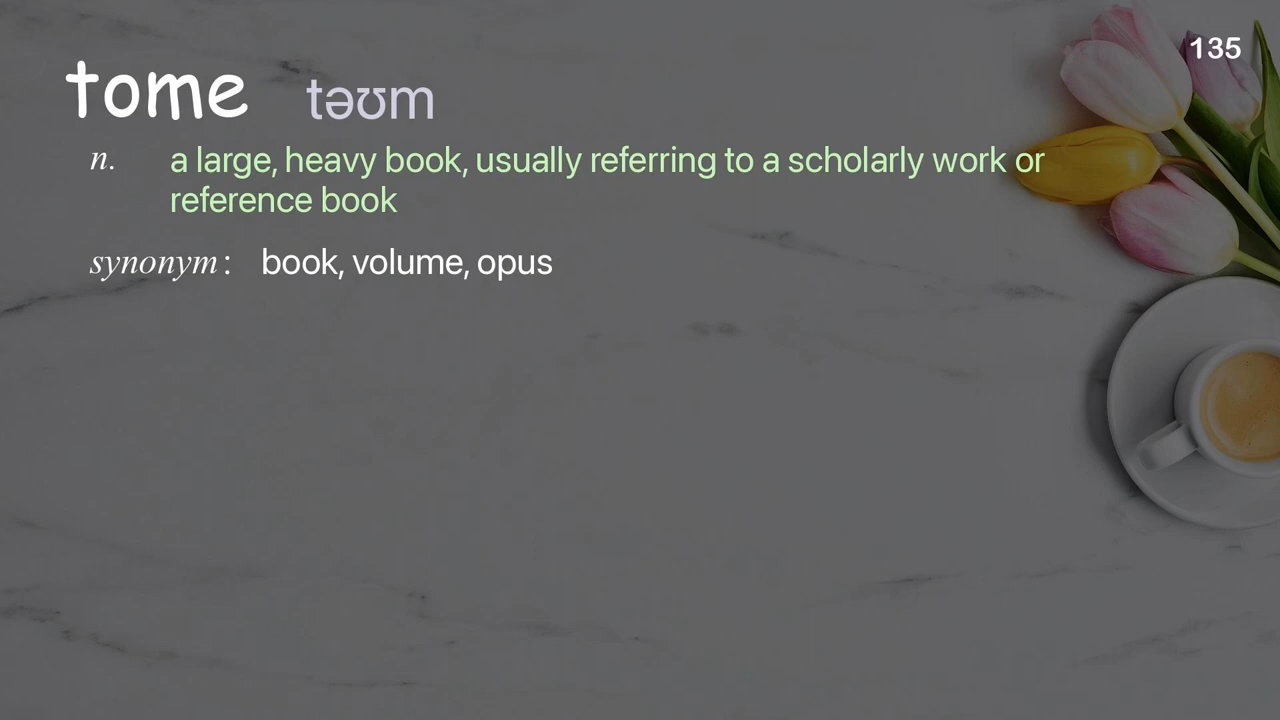 135
tome təʊm
n. a large, heavy book, usually referring to a scholarly work or
reference book
synonym: book, volume, opus